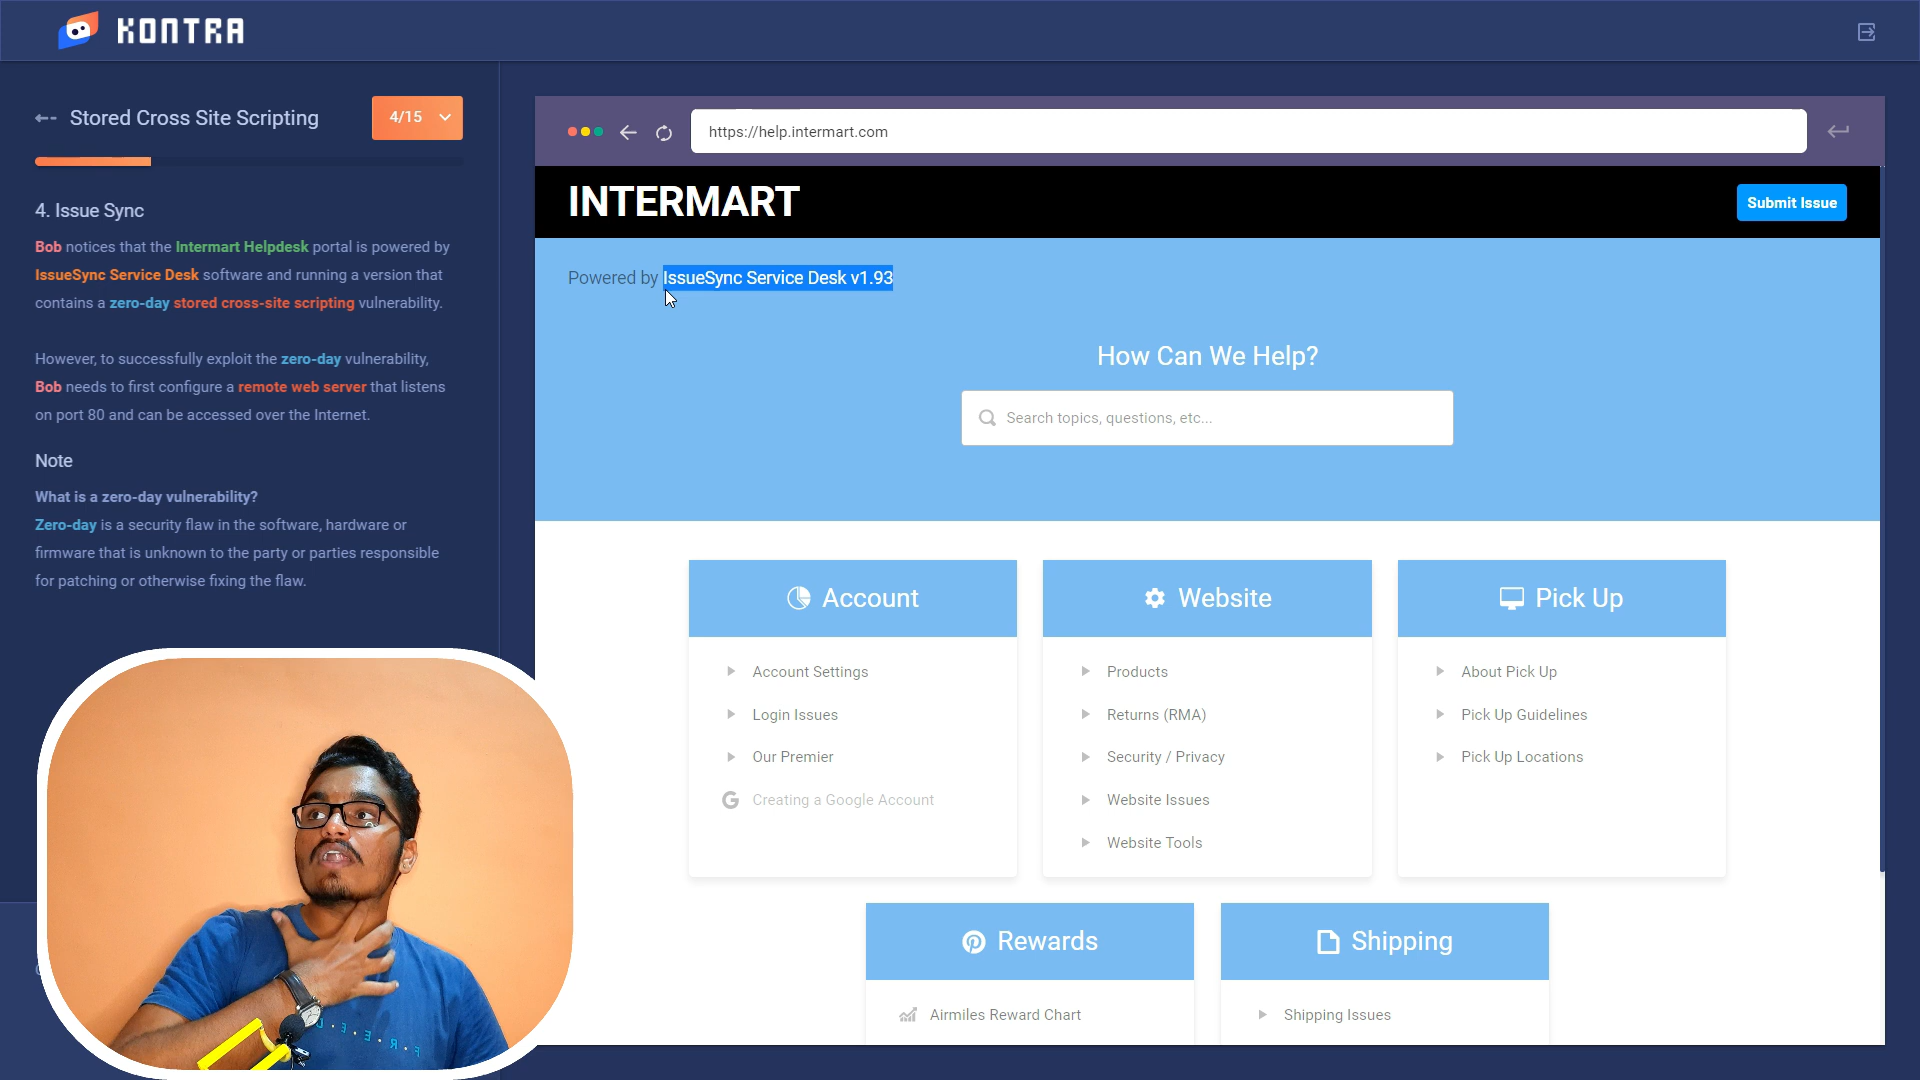 KONTRA
Stored Cross Site Scripting
4/15
4. Issue Sync
Bob notices that the Intermart Helpdesk portal is powered by
IssueSync Service Desk software and running a version that
contains a zero-day stored cross-site scripting vulnerability.
However, to successfully exploit the zero-day vulnerability,
Bob needs to first configure a remote web server that listens
on port 80 and can be accessed over the Internet.
Note
What is a zero-day vulnerability?
Zero-day is a security flaw in the software, hardware or
firmware that is unknown to the party or parties responsible
for patching or otherwise fixing the flaw.
https://help.intermart.com
INTERMART
Submit Issue
Powered by IssueSync Service Desk v1.93
How Can We Help?
Search topics, questions, etc...
Account
Account Settings
Login Issues
Our Premier
Creating a Google Account
Website
Products
Returns (RMA)
Security / Privacy
Website Issues
Website Tools
Pick Up
About Pick Up
Pick Up Guidelines
Pick Up Locations
Rewards
Airmiles Reward Chart
Shipping
Shipping Issues